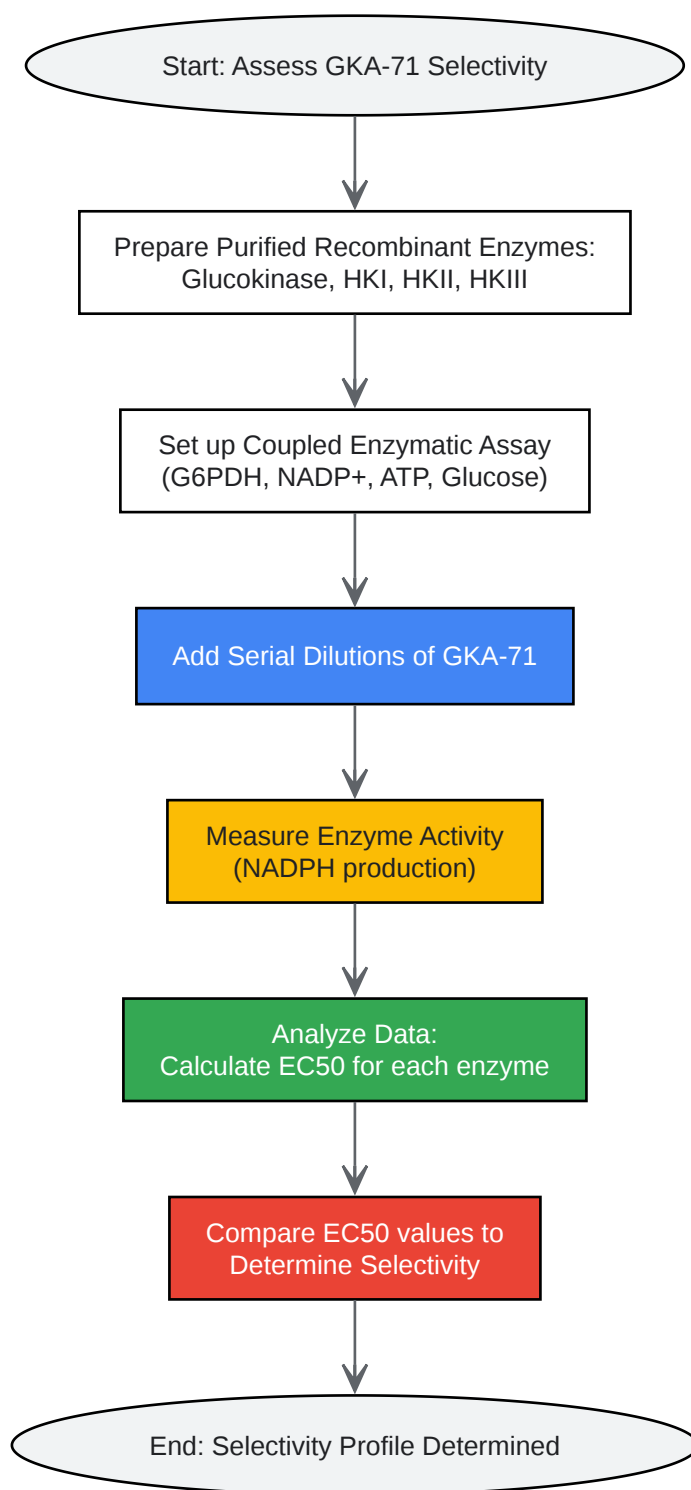 Start: Assess GKA-71 Selectivity
Prepare Purified Recombinant Enzymes:
Glucokinase, HKI, HKII, HKIII
Set up Coupled Enzymatic Assay
(G6PDH, NADP+, ATP, Glucose)
Add Serial Dilutions of GKA-71
Measure Enzyme Activity
(NADPH production)
Analyze Data:
Calculate EC50 for each enzyme
Compare EC50 values to
Determine Selectivity
End: Selectivity Profile Determined